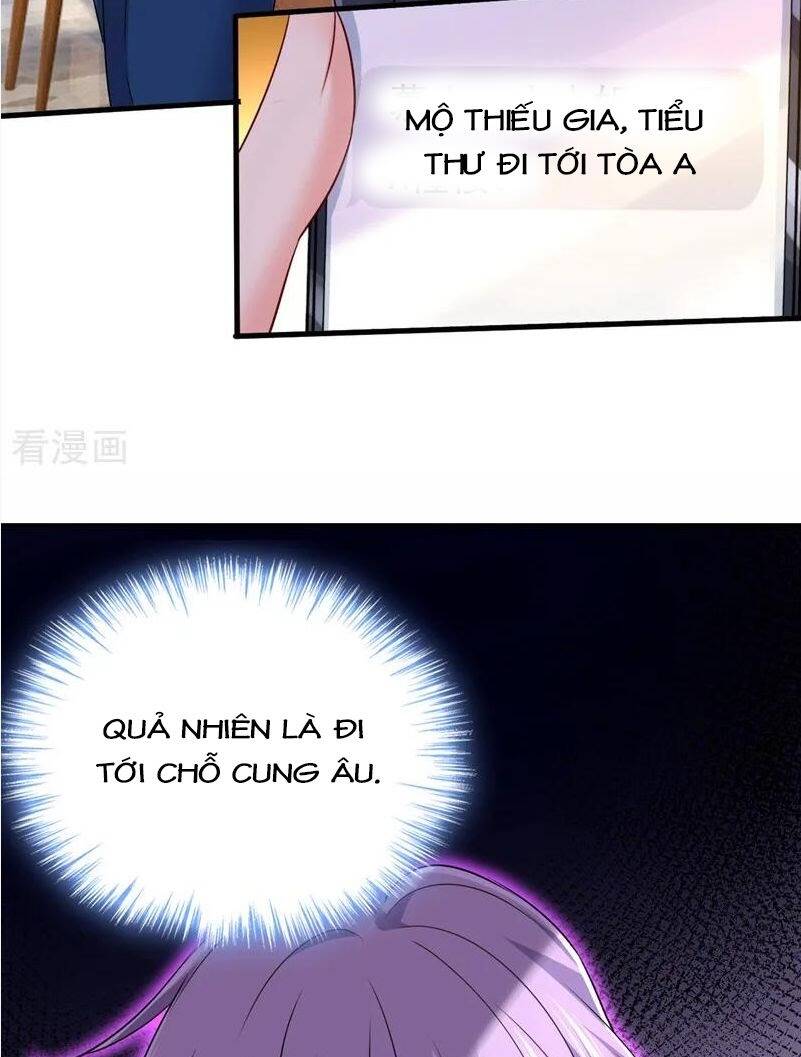 MỘ THIẾU GIA, TIỂU
THƯ ĐI TỚI TÒA A
看漫画
QUẢ NHIÊN LÀ ĐI
TỚI CHỖ CUNG ÂU.